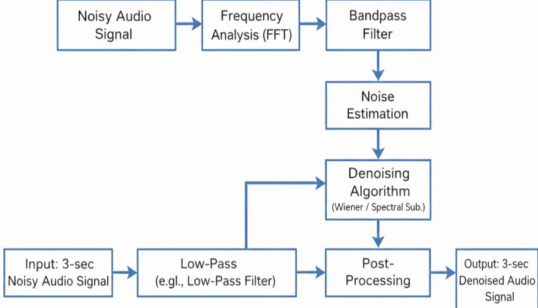 Noisy Audio
Signal
Frequency
Analysis (FFT)
Bandpass
Filter
Noise
Estimation
Denoising
Algorithm
(Wiener / Spectral Sub.)
Input: 3-sec
Noisy Audio Signal
Low-Pass
(e.gl., Low-Pass Filter)
Post-
Processing
Output: 3-sec
Denoised Audio
Signal